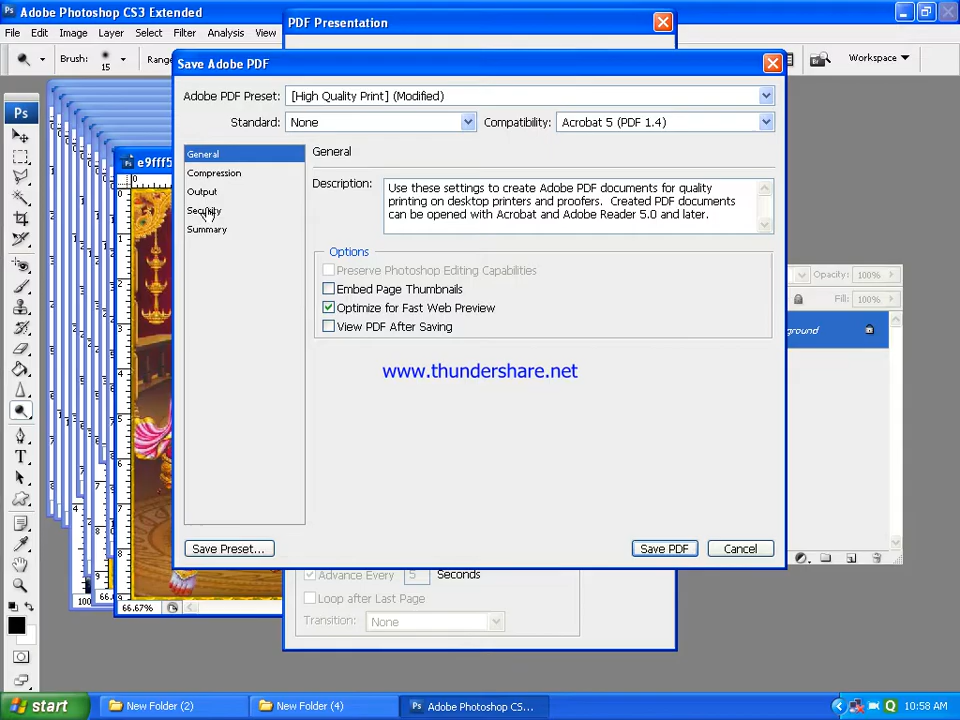 Adobe Photoshop CS3 Extended
PDF Presentation
File Edit Image Layer Select Filter Analysis View
Brush: 15 Workspace
Save Adobe PDF
Adobe PDF Preset: [High Quality Print] (Modified)
Standard: None Compatibility: Acrobat 5 (PDF 1.4)
General
Compression
Output
Security
Summary
General
Description: Use these settings to create Adobe PDF documents for quality
printing on desktop printers and proofers. Created PDF documents
can be opened with Acrobat and Adobe Reader 5.0 and later.
Options
Preserve Photoshop Editing Capabilities
Embed Page Thumbnails
Optimize for Fast Web Preview
View PDF After Saving
www.thundershare.net
Save Preset... Save PDF Cancel
Ps
e9fff5
Opacity: 100%
Fill: 100%
Advance Every 5 Seconds
Loop after Last Page
Transition: None
66.67%
start New Folder (2) New Folder (4) Adobe Photoshop CS... 10:58 AM